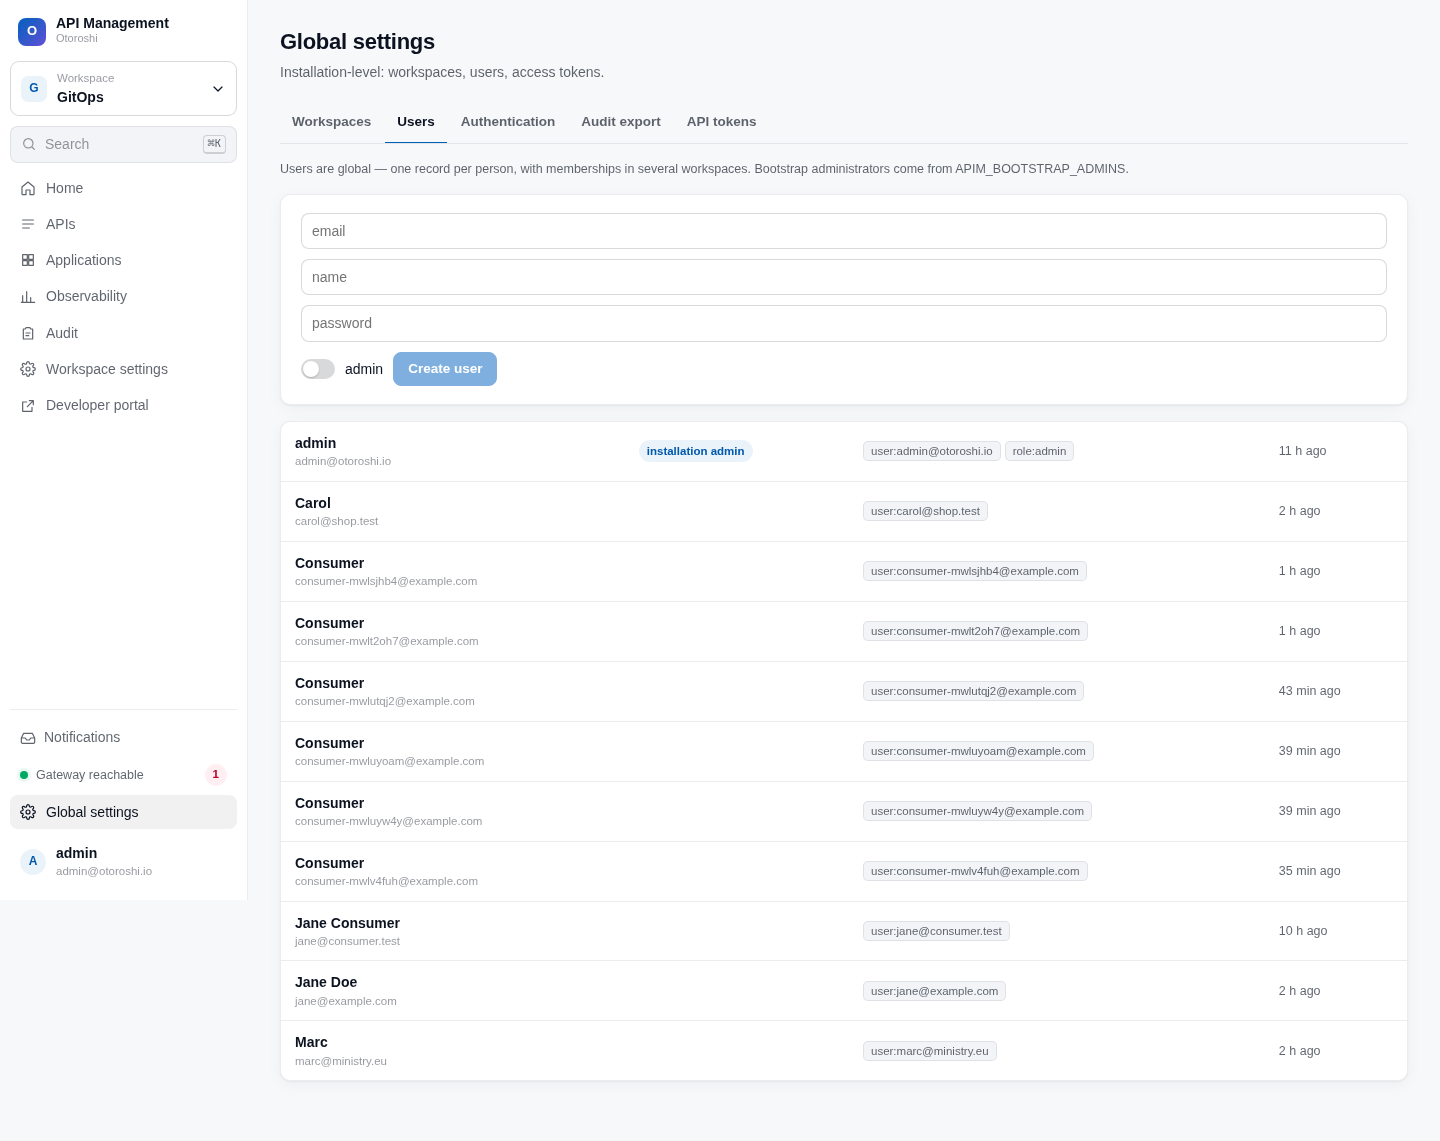 O
API Management
Otoroshi
G
Workspace
GitOps
Search
⌘K
Home
APIs
Applications
Observability
Audit
Workspace settings
Developer portal
Notifications
Gateway reachable
1
Global settings
A
admin
admin@otoroshi.io
Global settings
Installation-level: workspaces, users, access tokens.
Workspaces Users Authentication Audit export API tokens
Users are global — one record per person, with memberships in several workspaces. Bootstrap administrators come from APIM_BOOTSTRAP_ADMINS.
email
name
password
admin Create user
admin
admin@otoroshi.io
installation admin
user:admin@otoroshi.io role:admin
11 h ago
Carol
carol@shop.test
user:carol@shop.test
2 h ago
Consumer
consumer-mwlsjhb4@example.com
user:consumer-mwlsjhb4@example.com
1 h ago
Consumer
consumer-mwlt2oh7@example.com
user:consumer-mwlt2oh7@example.com
1 h ago
Consumer
consumer-mwlutqj2@example.com
user:consumer-mwlutqj2@example.com
43 min ago
Consumer
consumer-mwluyoam@example.com
user:consumer-mwluyoam@example.com
39 min ago
Consumer
consumer-mwluyw4y@example.com
user:consumer-mwluyw4y@example.com
39 min ago
Consumer
consumer-mwlv4fuh@example.com
user:consumer-mwlv4fuh@example.com
35 min ago
Jane Consumer
jane@consumer.test
user:jane@consumer.test
10 h ago
Jane Doe
jane@example.com
user:jane@example.com
2 h ago
Marc
marc@ministry.eu
user:marc@ministry.eu
2 h ago